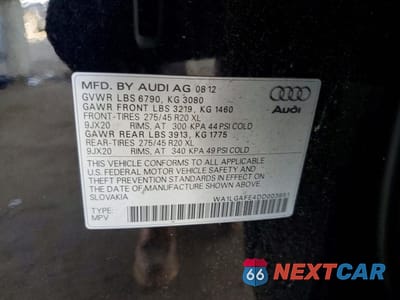 MFD. BY AUDI AG 08 12
GVWR LBS 6790, KG 3080
GAWR FRONT LBS 3219, KG 1460
FRONT-TIRES 275/45 R20 XL
9JX20 RIMS, AT 300 KPA 44 PSI COLD
GAWR REAR LBS 3913, KG 1775
REAR-TIRES 275/45 R20 XL
9JX20 RIMS, AT 340 KPA 49 PSI COLD
Audi
THIS VEHICLE CONFORMS TO ALL APPLICABLE
U.S. FEDERAL MOTOR VEHICLE SAFETY, BUMPER, AND
THEFT PREVENTION STANDARDS IN EFFECT
ON THE DATE OF MANUFACTURE SHOWN ABOVE.
SLOVAKIA
TYPE:
MPV
66 NEXTCAR